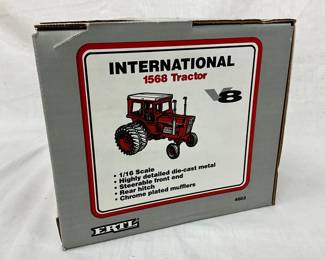 INTERNATIONAL
1568 Tractor
V8
• 1/16 Scale
• Highly detailed die-cast metal
• Steerable front end
• Rear hitch
• Chrome plated mufflers
ERTL